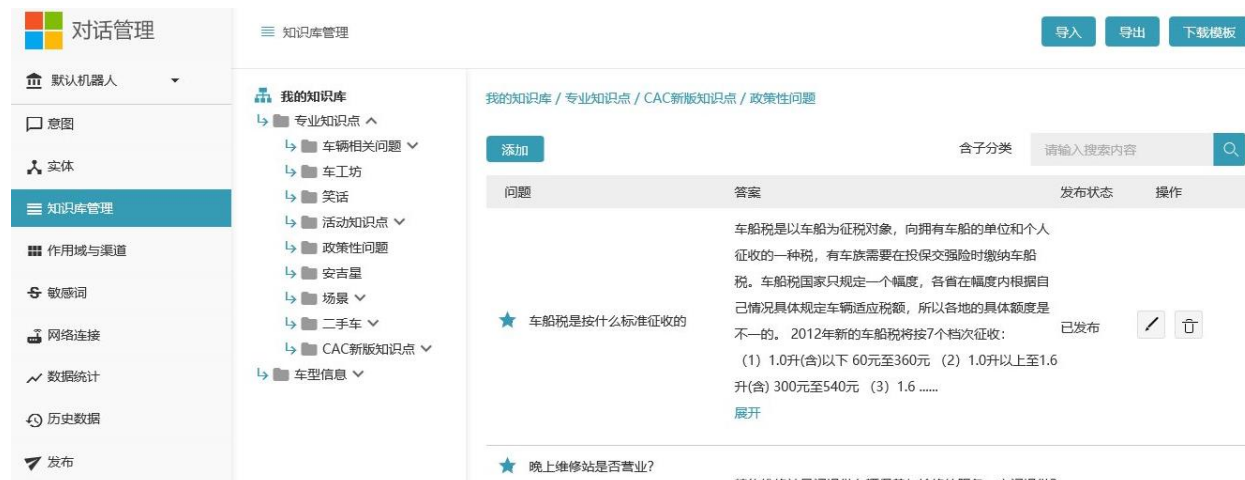 对话管理
知识库管理
导入
导出
下载模板
默认机器人
意图
实体
知识库管理
作用域与渠道
敏感词
网络连接
数据统计
历史数据
发布
我的知识库
专业知识点
车辆相关问题
车工坊
笑话
活动知识点
政策性问题
安吉星
场景
二手车
CAC新版知识点
车型信息
我的知识库 / 专业知识点 / CAC新版知识点 / 政策性问题
添加
含子分类
请输入搜索内容
问题
答案
发布状态
操作
车船税是按什么标准征收的
车船税是以车船为征税对象，向拥有车船的单位和个人
征收的一种税，有车族需要在投保交强险时缴纳车船
税。车船税国家只规定一个幅度，各省在幅度内根据自
己情况具体规定车辆适应税额，所以各地的具体额度是
不一的。 2012年新的车船税将按7个档次征收：
（1）1.0升(含)以下 60元至360元 （2）1.0升以上至1.6
升(含) 300元至540元 （3）1.6 ......
展开
已发布
晚上维修站是否营业?